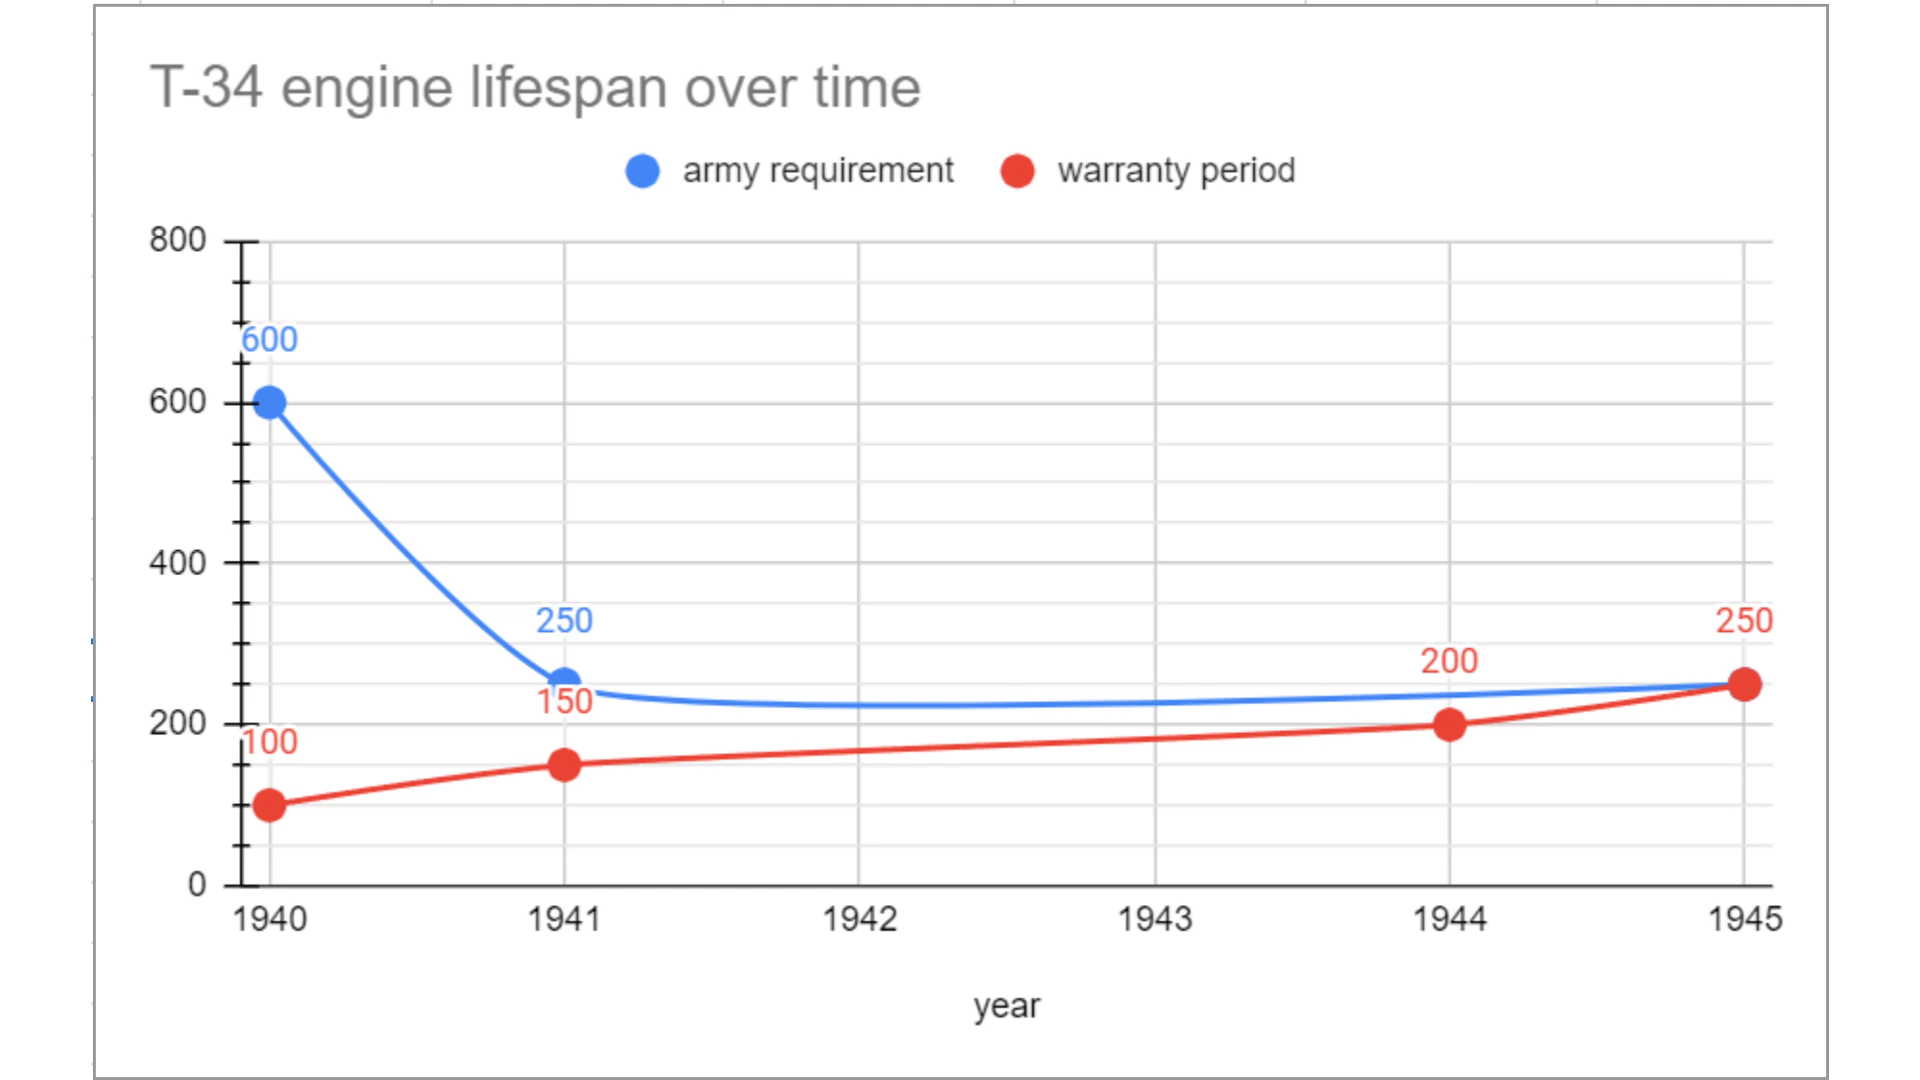 T-34 engine lifespan over time
army requirement warranty period
800
600
600
400
250
250
200
150
200
100
0
1940 1941 1942 1943 1944 1945
year